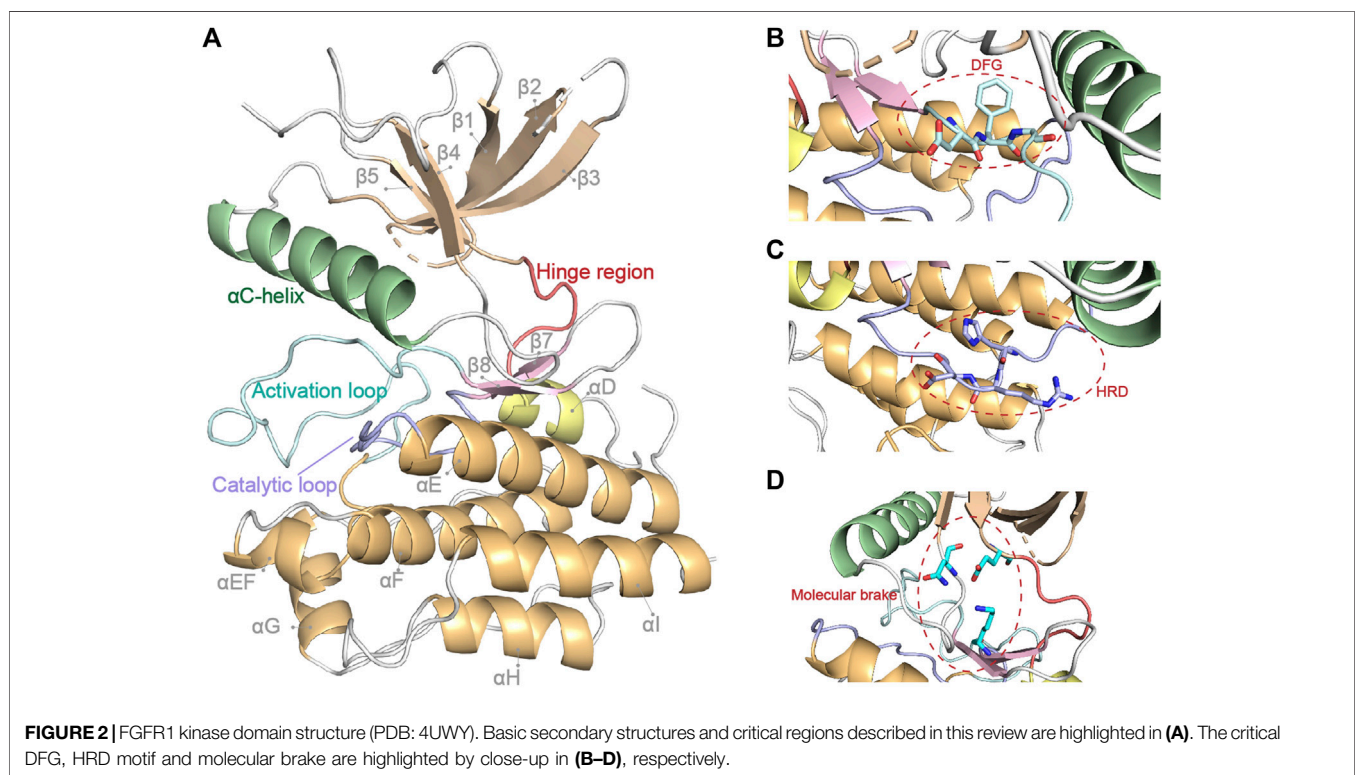 A
β2
β1
β4
β5
β3
αC-helix
Hinge region
β7
β8
αD
Activation loop
Catalytic loop
αE
αEF
αF
αG
αI
αH
B
DFG
C
HRD
D
Molecular brake
FIGURE 2 | FGFR1 kinase domain structure (PDB: 4UWY). Basic secondary structures and critical regions described in this review are highlighted in (A). The critical
DFG, HRD motif and molecular brake are highlighted by close-up in (B–D), respectively.